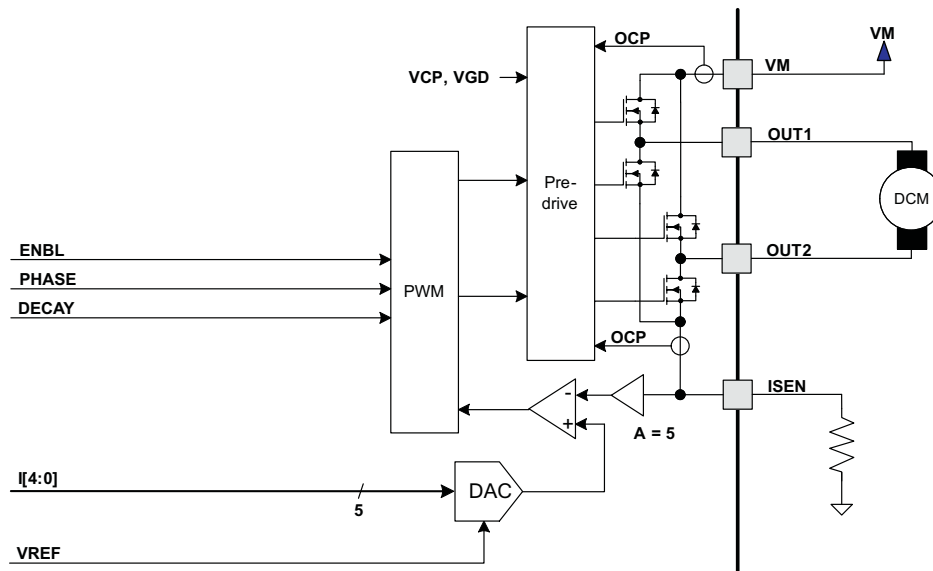 VM
OCP
VM
VCP, VGD
OUT1
Pre-
drive
DCM
ENBL
OUT2
PHASE
PWM
DECAY
OCP
-
ISEN
+
A = 5
I[4:0]
DAC
5
VREF